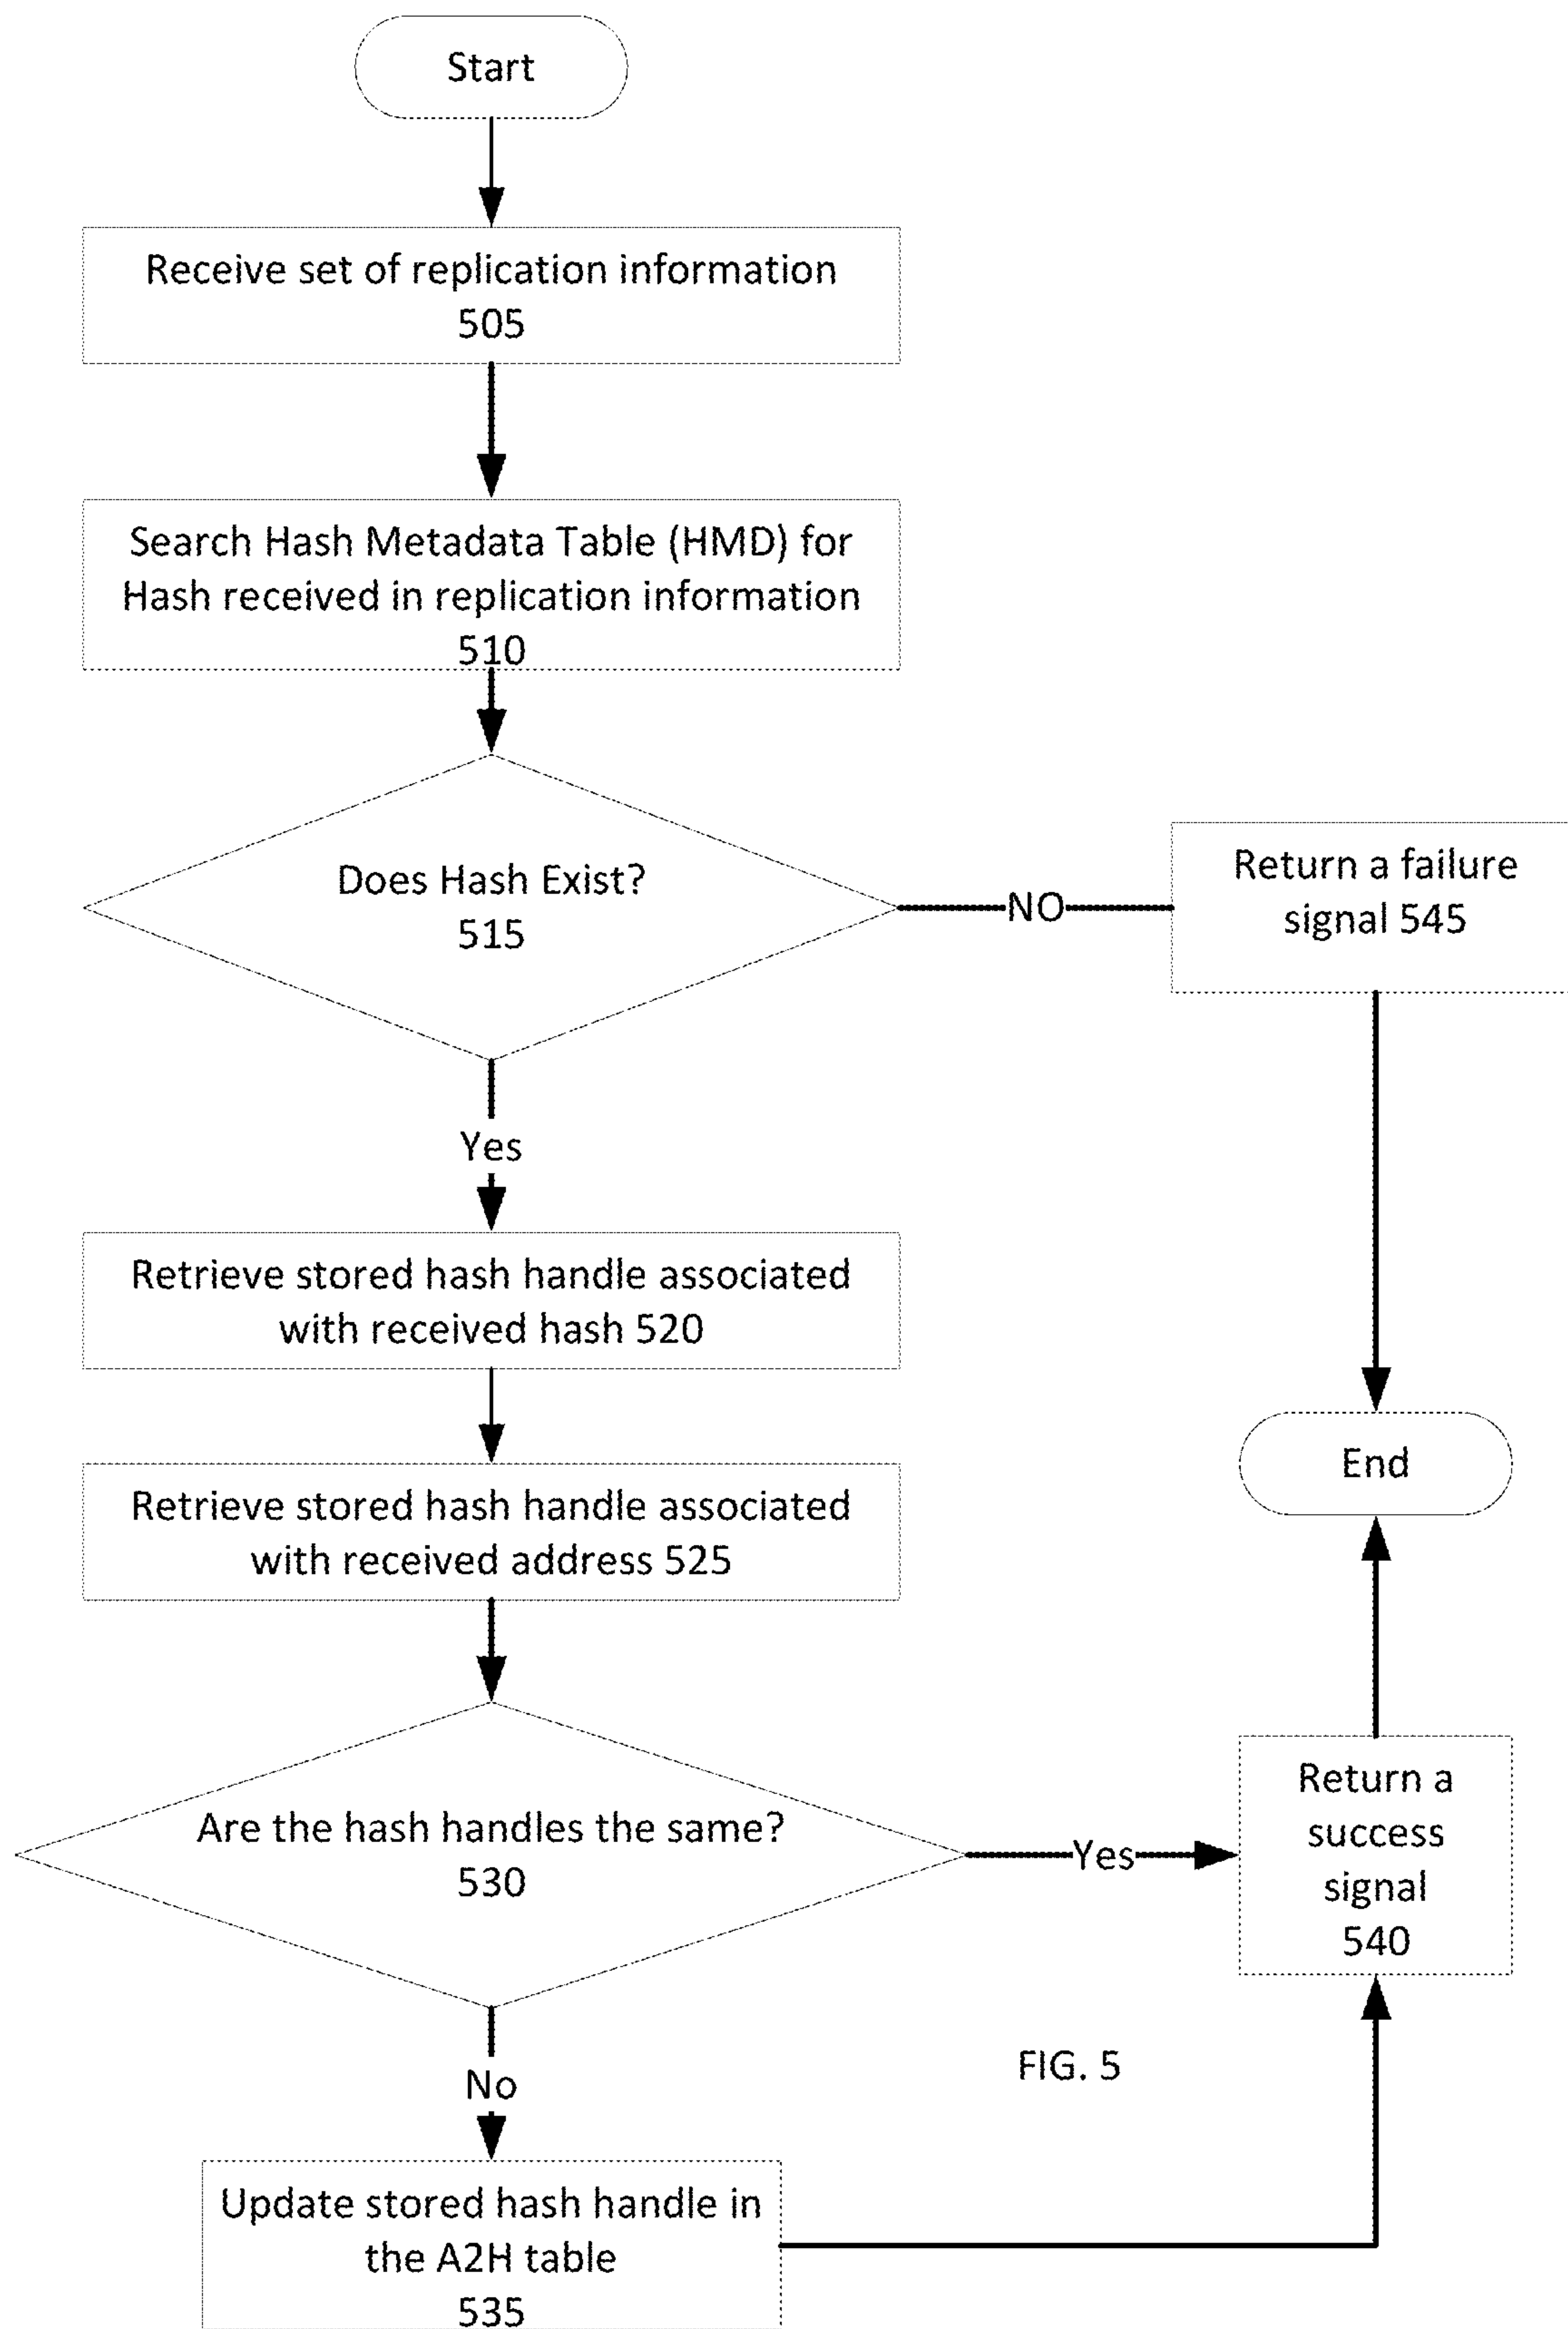 Start
Receive set of replication information
505
Search Hash Metadata Table (HMD) for
Hash received in replication information
510
Does Hash Exist?
515
NO
Return a failure
signal 545
Yes
Retrieve stored hash handle associated
with received hash 520
Retrieve stored hash handle associated
with received address 525
End
Are the hash handles the same?
530
Yes
Return a
success
signal
540
No
FIG. 5
Update stored hash handle in
the A2H table
535